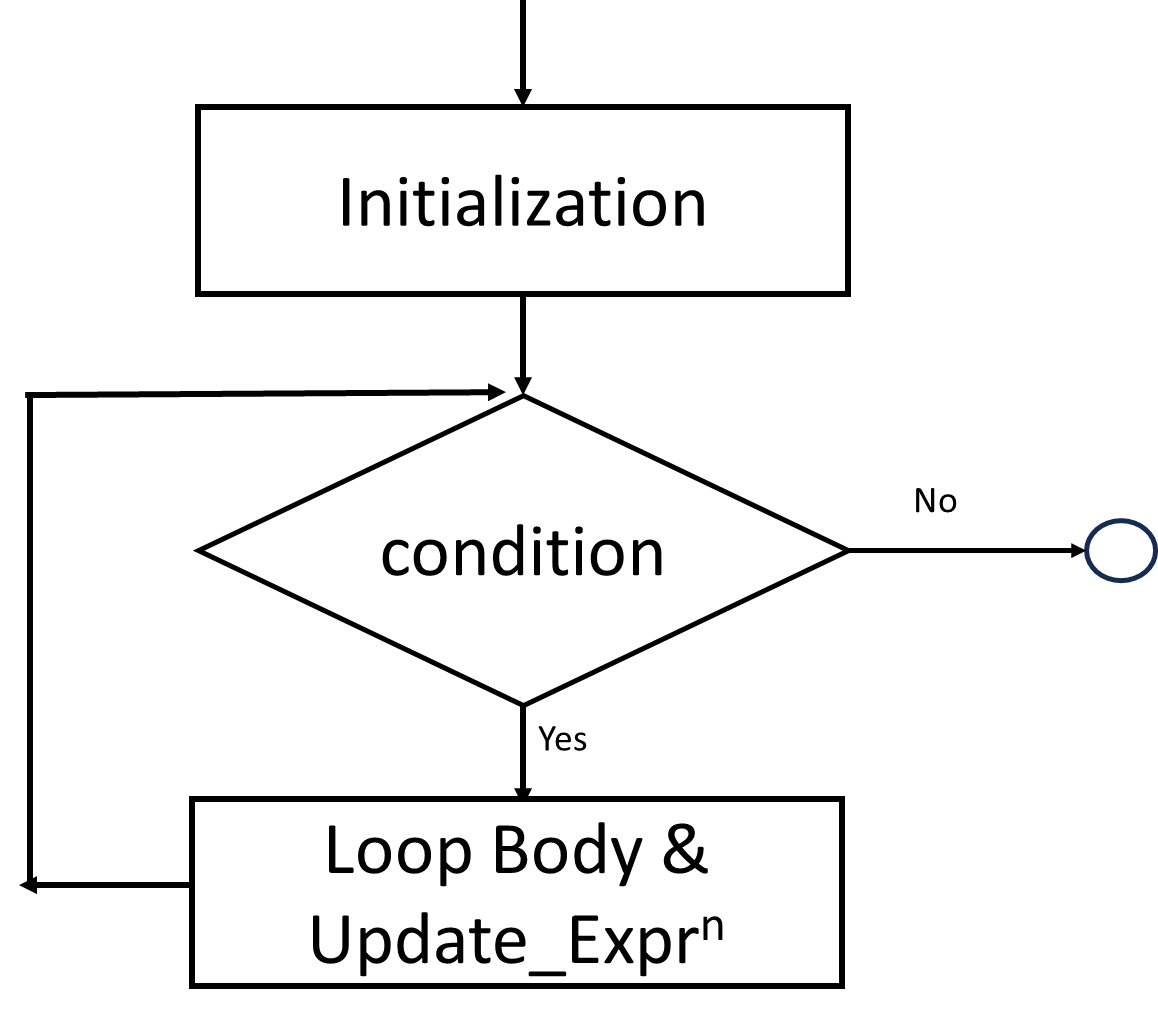 Initialization
condition
No
Yes
Loop Body &
Update_Exprⁿ